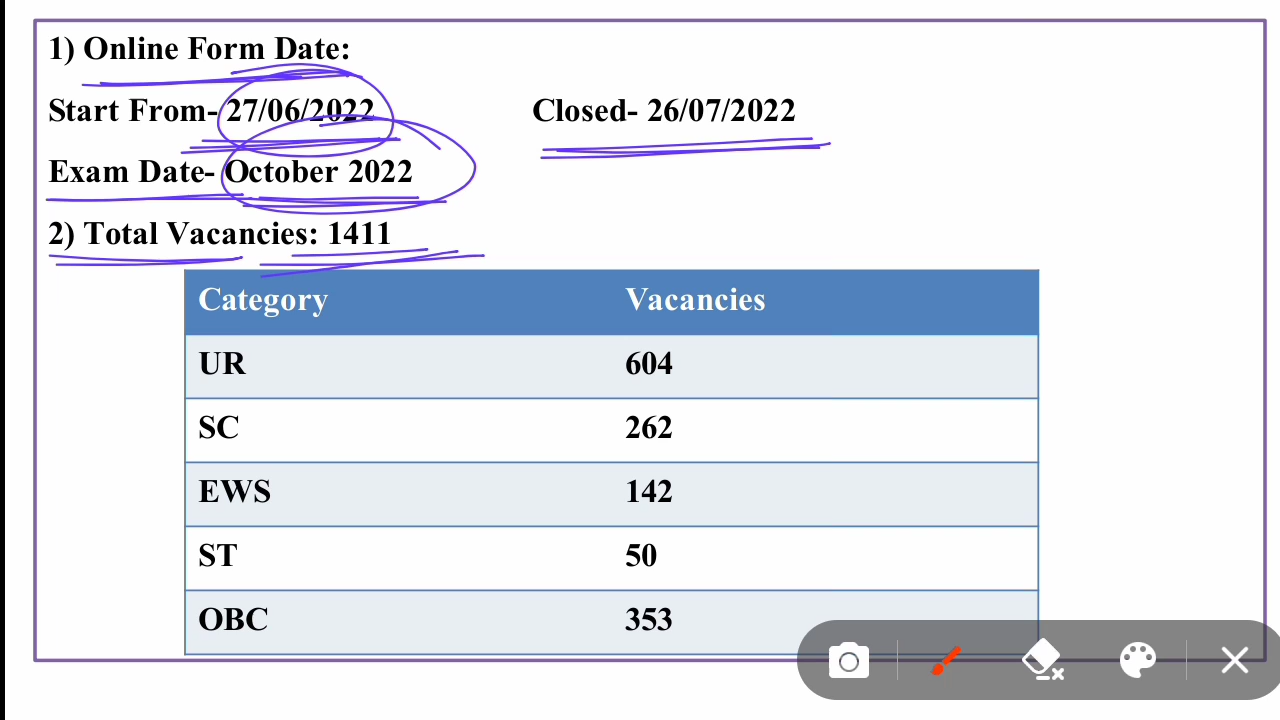 1) Online Form Date:
Start From- 27/06/2022 Closed- 26/07/2022
Exam Date- October 2022
2) Total Vacancies: 1411
Category Vacancies
UR 604
SC 262
EWS 142
ST 50
OBC 353